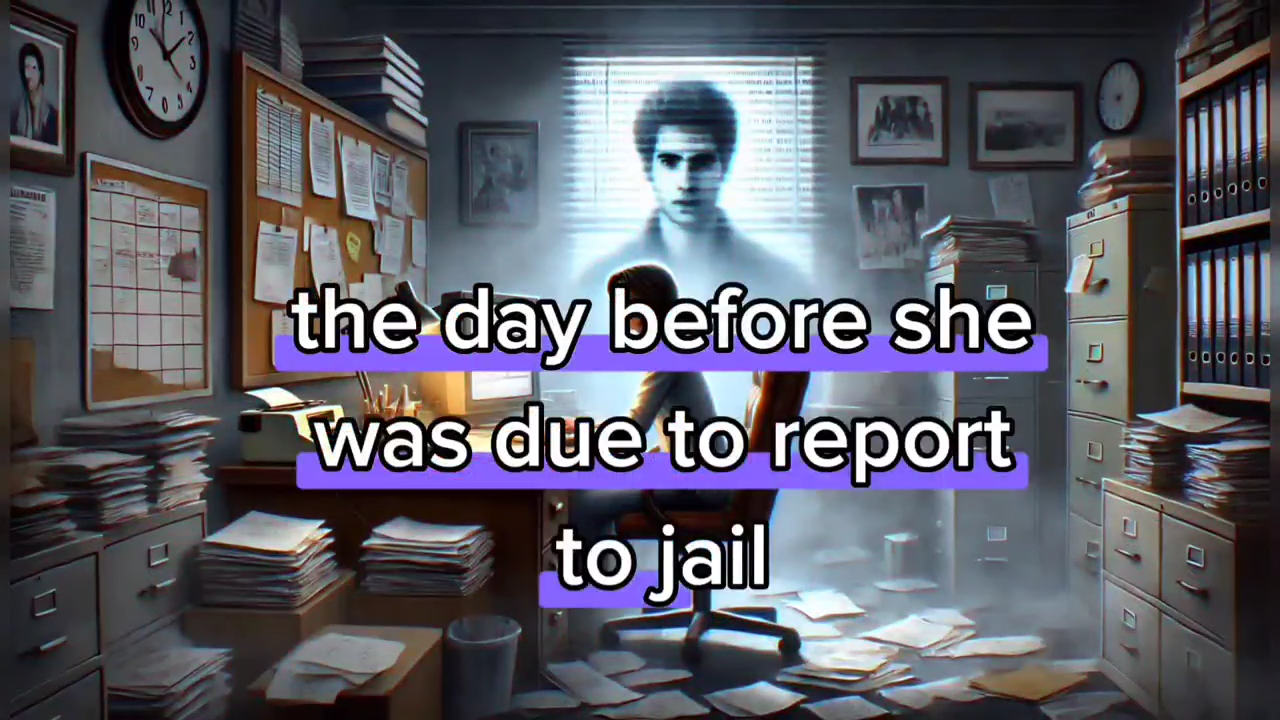 the day before she
was due to report
to jail